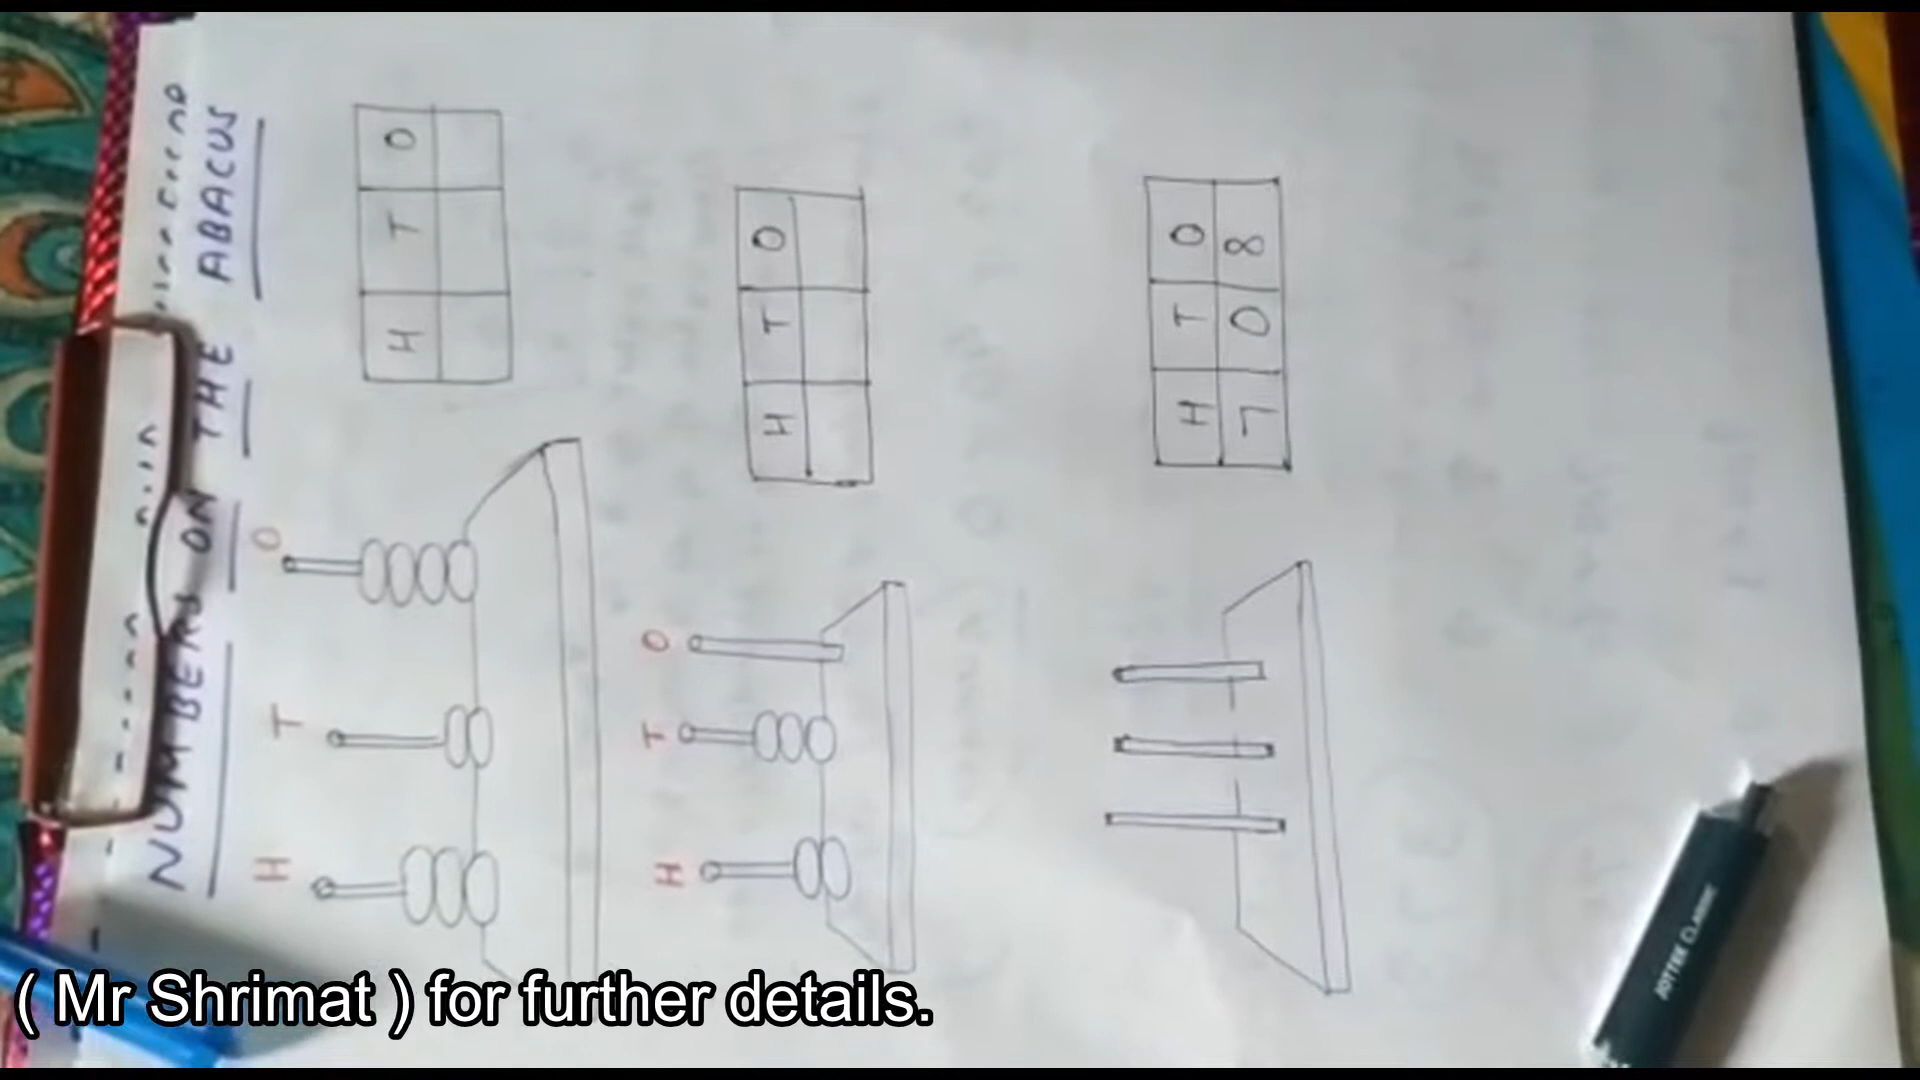 NUMBERS ON THE ABACUS
H T O
H T O
H T O
H T O
H T O
7 0 8
JOTTER CLASSIC
( Mr Shrimat ) for further details.